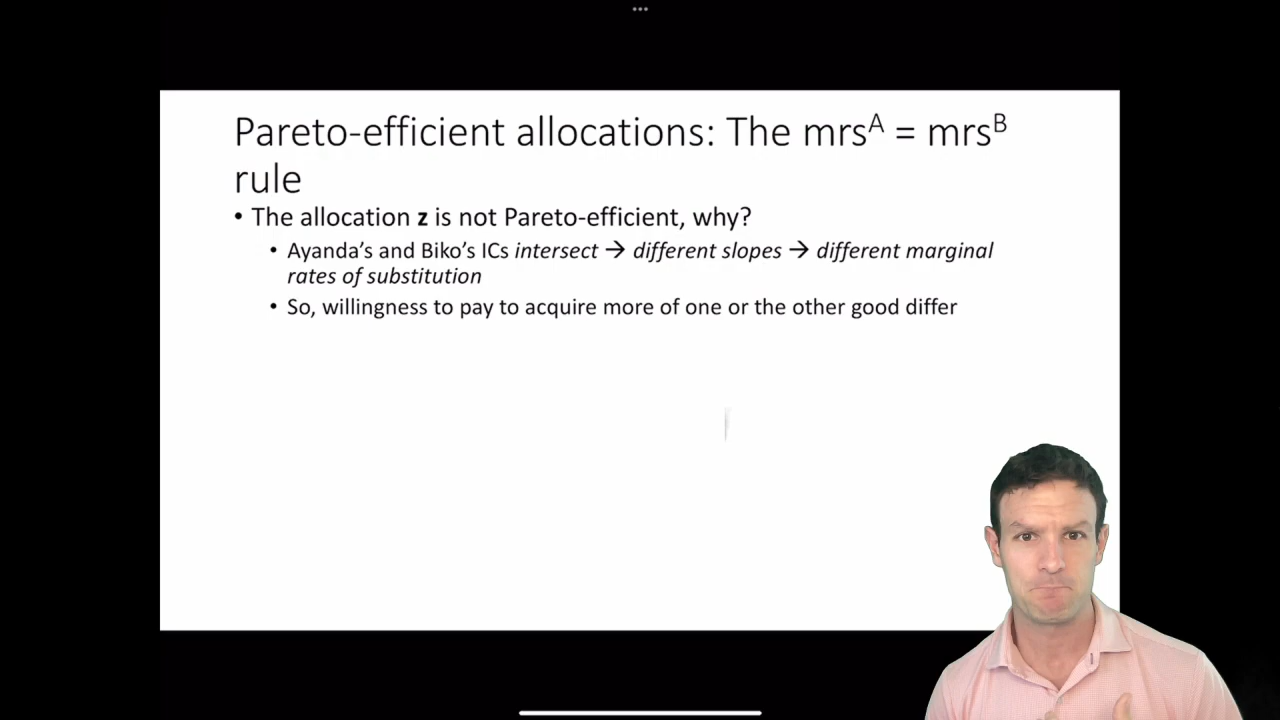 Pareto-efficient allocations: The mrsᴬ = mrsᴮ
rule
• The allocation z is not Pareto-efficient, why?
• Ayanda’s and Biko’s ICs intersect → different slopes → different marginal
rates of substitution
• So, willingness to pay to acquire more of one or the other good differ